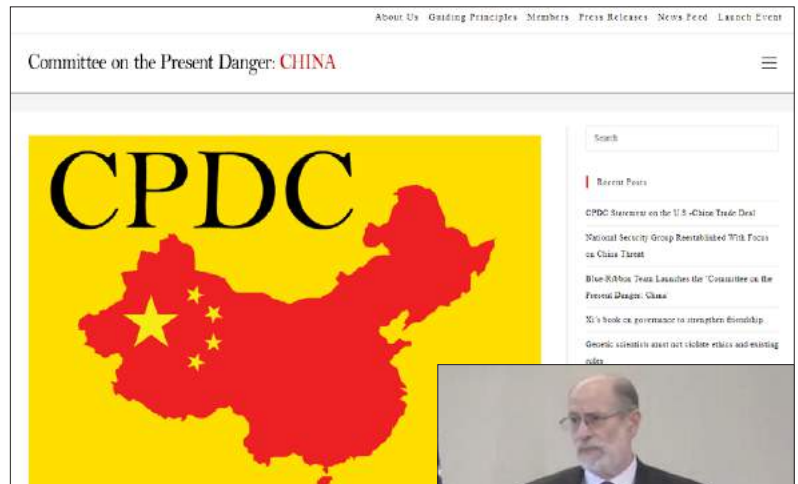 About Us Guiding Principles Members Press Releases News Feed Launch Event
Committee on the Present Danger: CHINA
CPDC
Search
Recent Posts
CPDC Statement on the U.S.-China Trade Deal
National Security Group Reestablished With Focus
on China Threat
Blue-Ribbon Team Launches the 'Committee on the
Present Danger: China'
Xi's book on governance to strengthen friendship
Genetic scientists must not violate ethics and existing
rules